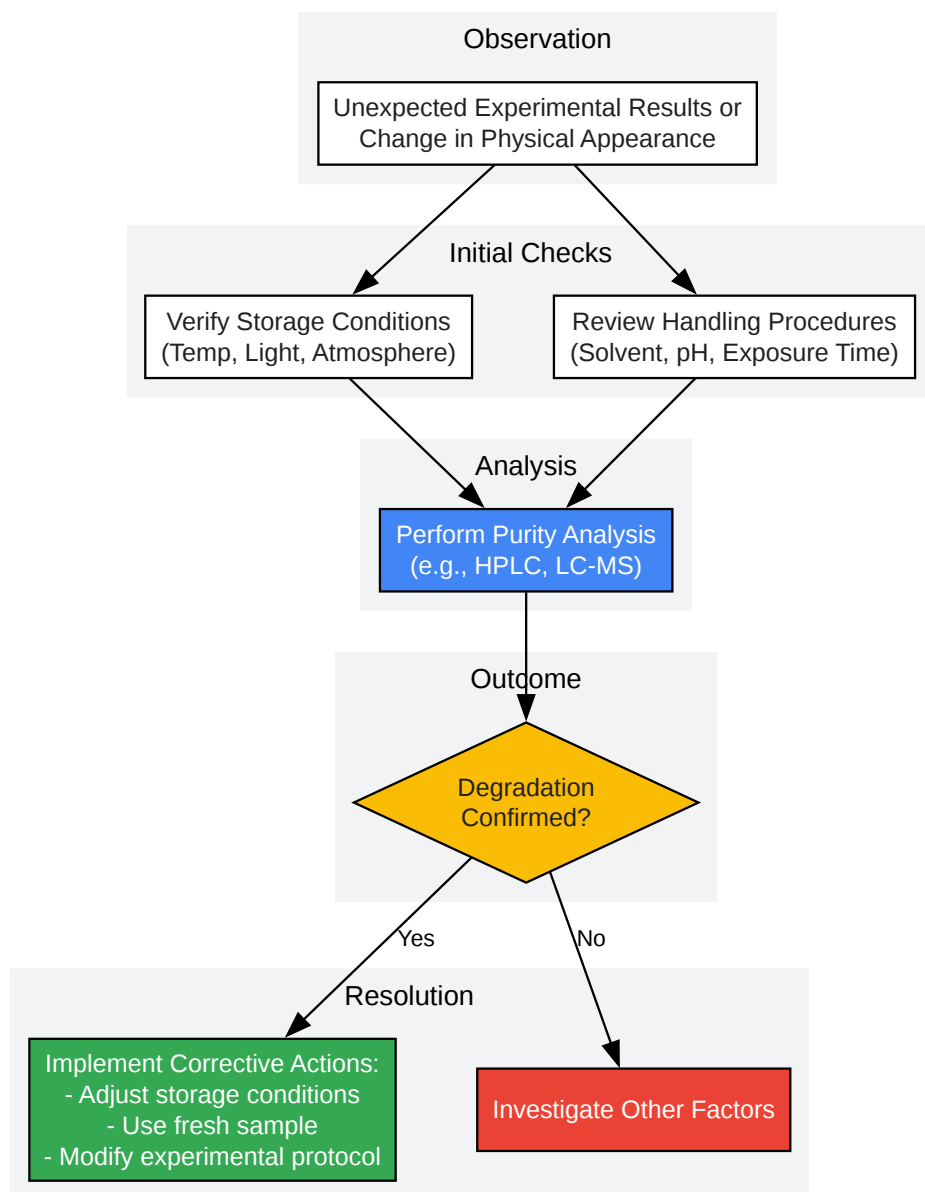 Observation
Unexpected Experimental Results or
Change in Physical Appearance
Initial Checks
Verify Storage Conditions
(Temp, Light, Atmosphere)
Review Handling Procedures
(Solvent, pH, Exposure Time)
Analysis
Perform Purity Analysis
(e.g., HPLC, LC-MS)
Outcome
Degradation
Confirmed?
Yes
No
Resolution
Implement Corrective Actions:
- Adjust storage conditions
- Use fresh sample
- Modify experimental protocol
Investigate Other Factors